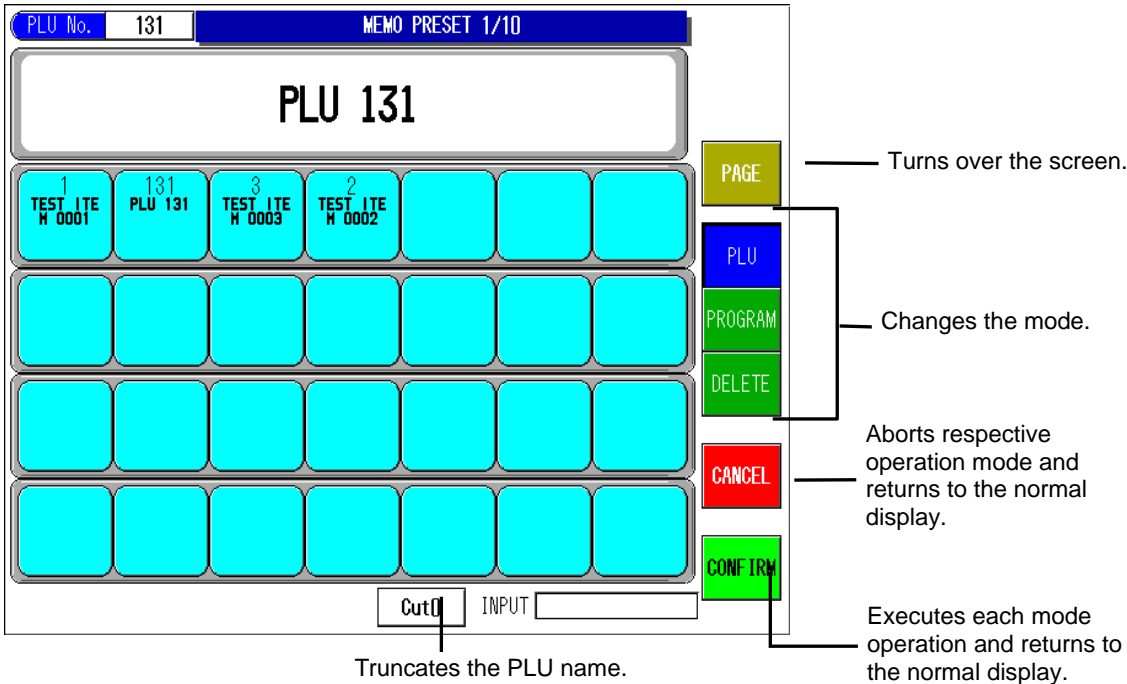 PLU No. 131 MEMO PRESET 1/10
PLU 131
1
TEST ITE
M 0001
131
PLU 131
3
TEST ITE
M 0003
2
TEST ITE
M 0002
PAGE
PLU
PROGRAM
DELETE
CANCEL
CONFIRM
Cut0 INPUT
Turns over the screen.
Changes the mode.
Aborts respective
operation mode and
returns to the normal
display.
Executes each mode
operation and returns to
the normal display.
Truncates the PLU name.